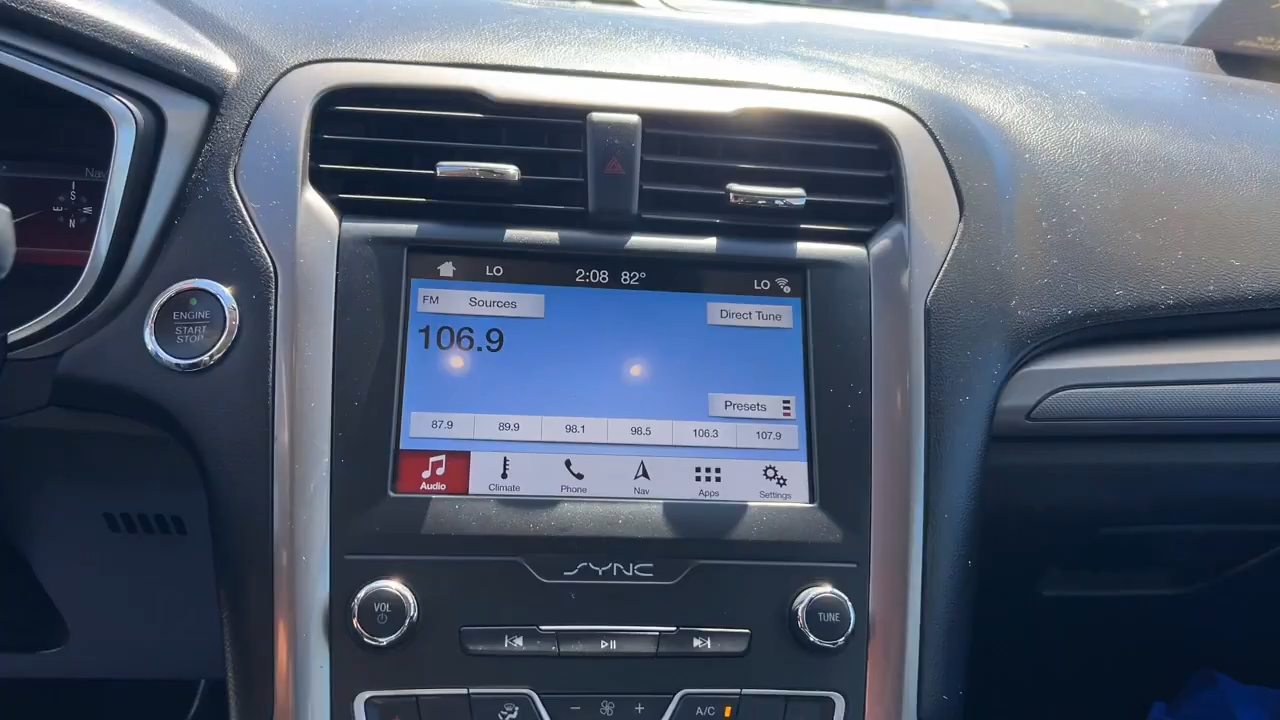 Nav
S
E W
N
ENGINE
START
STOP
LO 2:08 82° LO
FM Sources
Direct Tune
106.9
Presets
87.9 89.9 98.1 98.5 106.3 107.9
Audio Climate Phone Nav Apps Settings
SYNC
VOL
TUNE
A/C